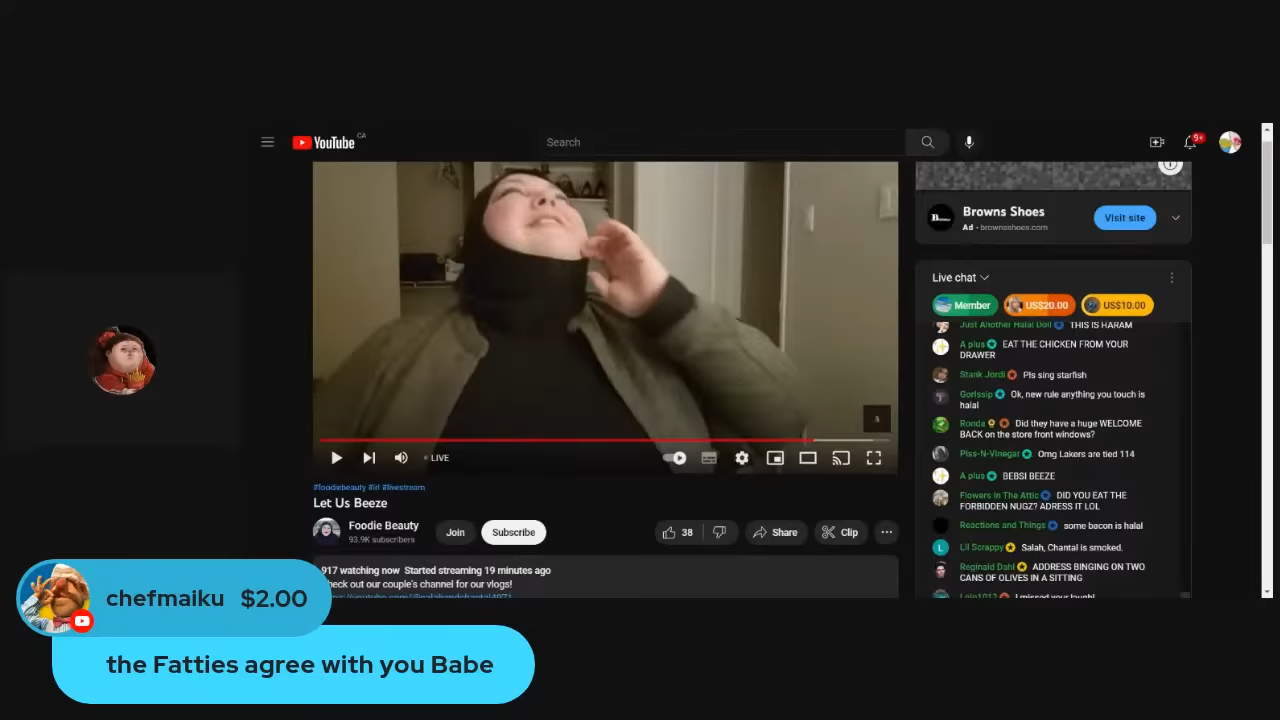 YouTube CA
Search
9+
Browns Shoes
Ad · brownsshoes.com
Visit site
Live chat
Member
US$20.00
US$10.00
Just Another Halal Doll THIS IS HARAM
A plus EAT THE CHICKEN FROM YOUR
DRAWER
Stank Jordi Pls sing starfish
Gorlssip Ok, new rule anything you touch is
halal
Ronda Did they have a huge WELCOME
BACK on the store front windows?
Piss-N-Vinegar Omg Lakers are tied 114
A plus BEBSI BEEZE
Flowers In The Attic DID YOU EAT THE
FORBIDDEN NUGZ? ADRESS IT LOL
Reactions and Things some bacon is halal
Lil Scrappy Salah, Chantal is smoked.
Reginald Dahl ADDRESS BINGING ON TWO
CANS OF OLIVES IN A SITTING
I missed your laugh!
LIVE
#foodiebeauty #irl #livestream
Let Us Beeze
Foodie Beauty
93.9K subscribers
Join
Subscribe
38
Share
Clip
917 watching now Started streaming 19 minutes ago
check out our couple's channel for our vlogs!
chefmaiku $2.00
the Fatties agree with you Babe